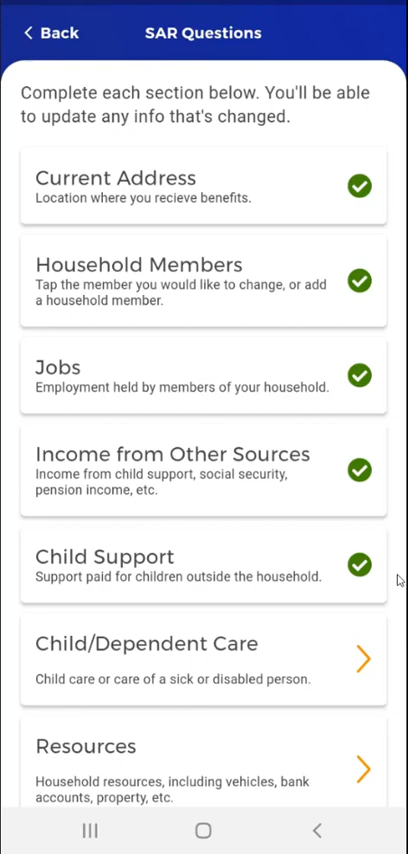 Back
SAR Questions
Complete each section below. You'll be able
to update any info that's changed.
Current Address
Location where you recieve benefits.
Household Members
Tap the member you would like to change, or add
a household member.
Jobs
Employment held by members of your household.
Income from Other Sources
Income from child support, social security,
pension income, etc.
Child Support
Support paid for children outside the household.
Child/Dependent Care
Child care or care of a sick or disabled person.
Resources
Household resources, including vehicles, bank
accounts, property, etc.